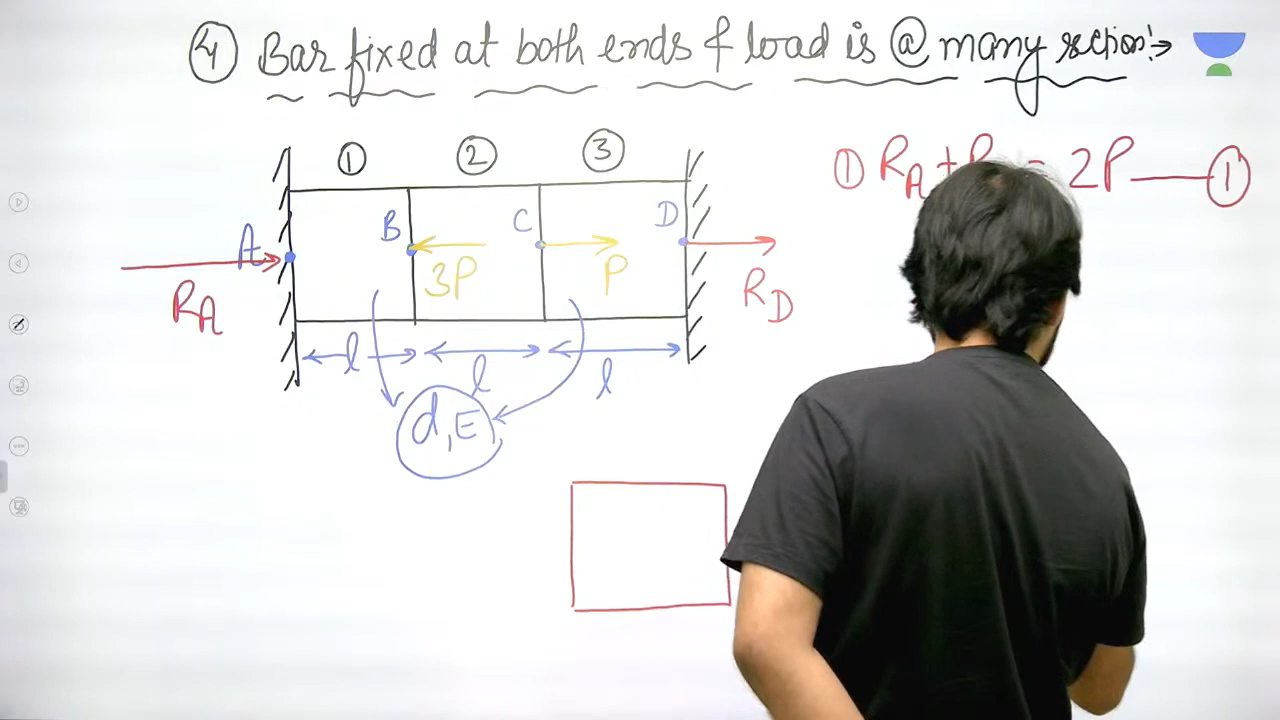 ④ Bar fixed at both ends & load is @ many section:→
① ② ③
① R_A + = 2P — ①
A B C D
3P P
R_A R_D
l l l
d, E